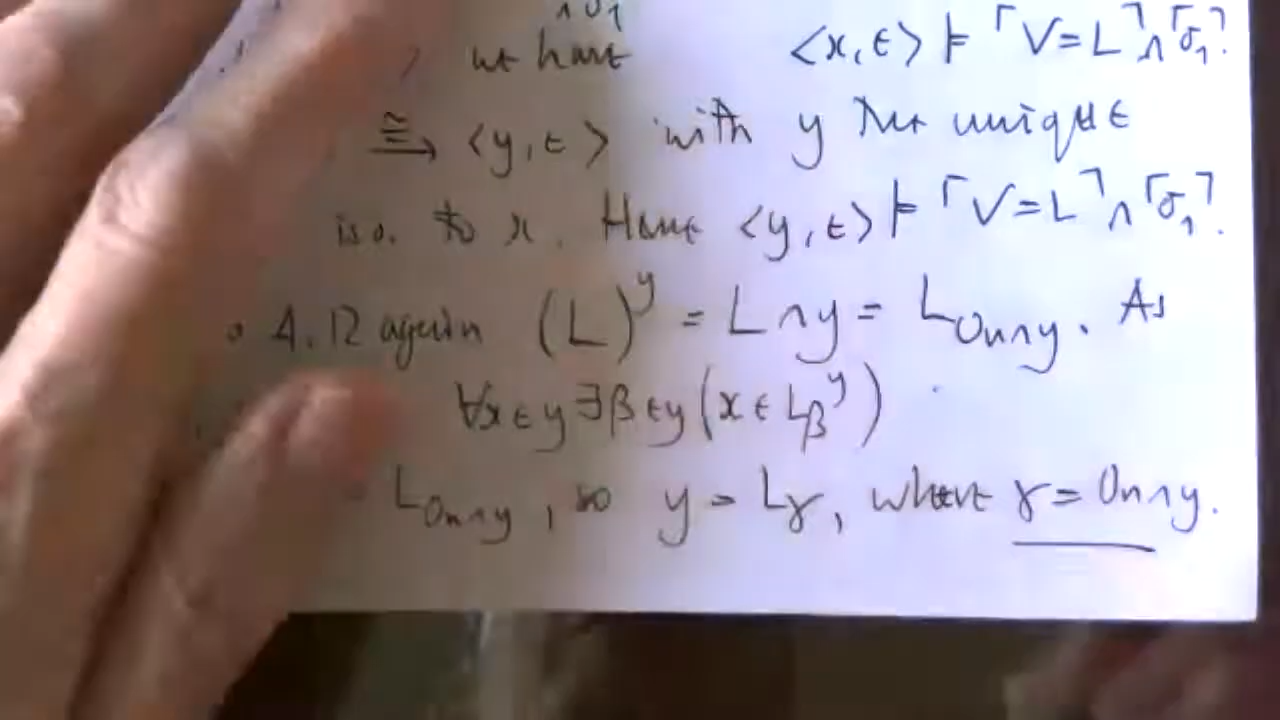 we have ⟨x,∈⟩ ⊨ ⌜V=L⌝∧⌜σ₁⌝.
≅→ ⟨y,∈⟩ with y the unique
iso. to x. Have ⟨y,∈⟩ ⊨ ⌜V=L⌝∧⌜σ₁⌝.
4.12 again (L)^y = L∩y = L_{On∩y}. As
∀x∈y∃β∈y(x∈L_β^y)
L_{On∩y}, so y = L_γ, where γ = On∩y.